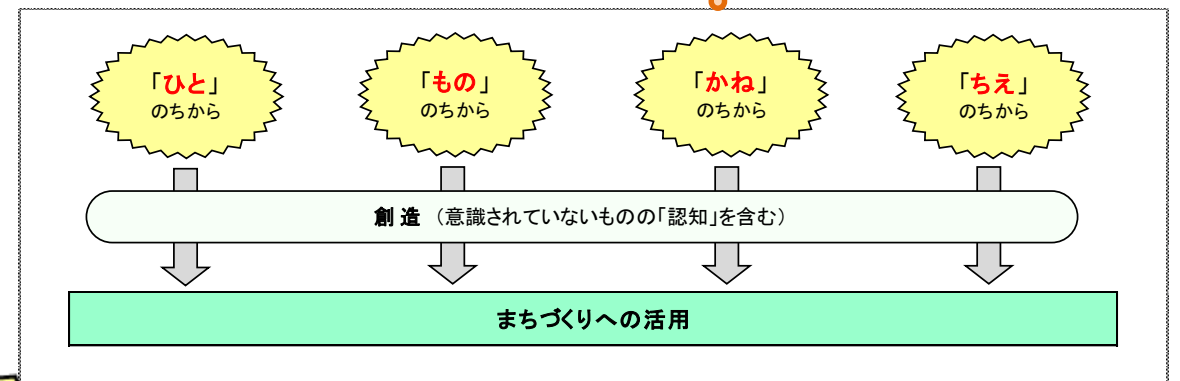 「ひと」
のちから
「もの」
のちから
「かね」
のちから
「ちえ」
のちから
創 造 （意識されていないものの「認知」を含む）
まちづくりへの活用